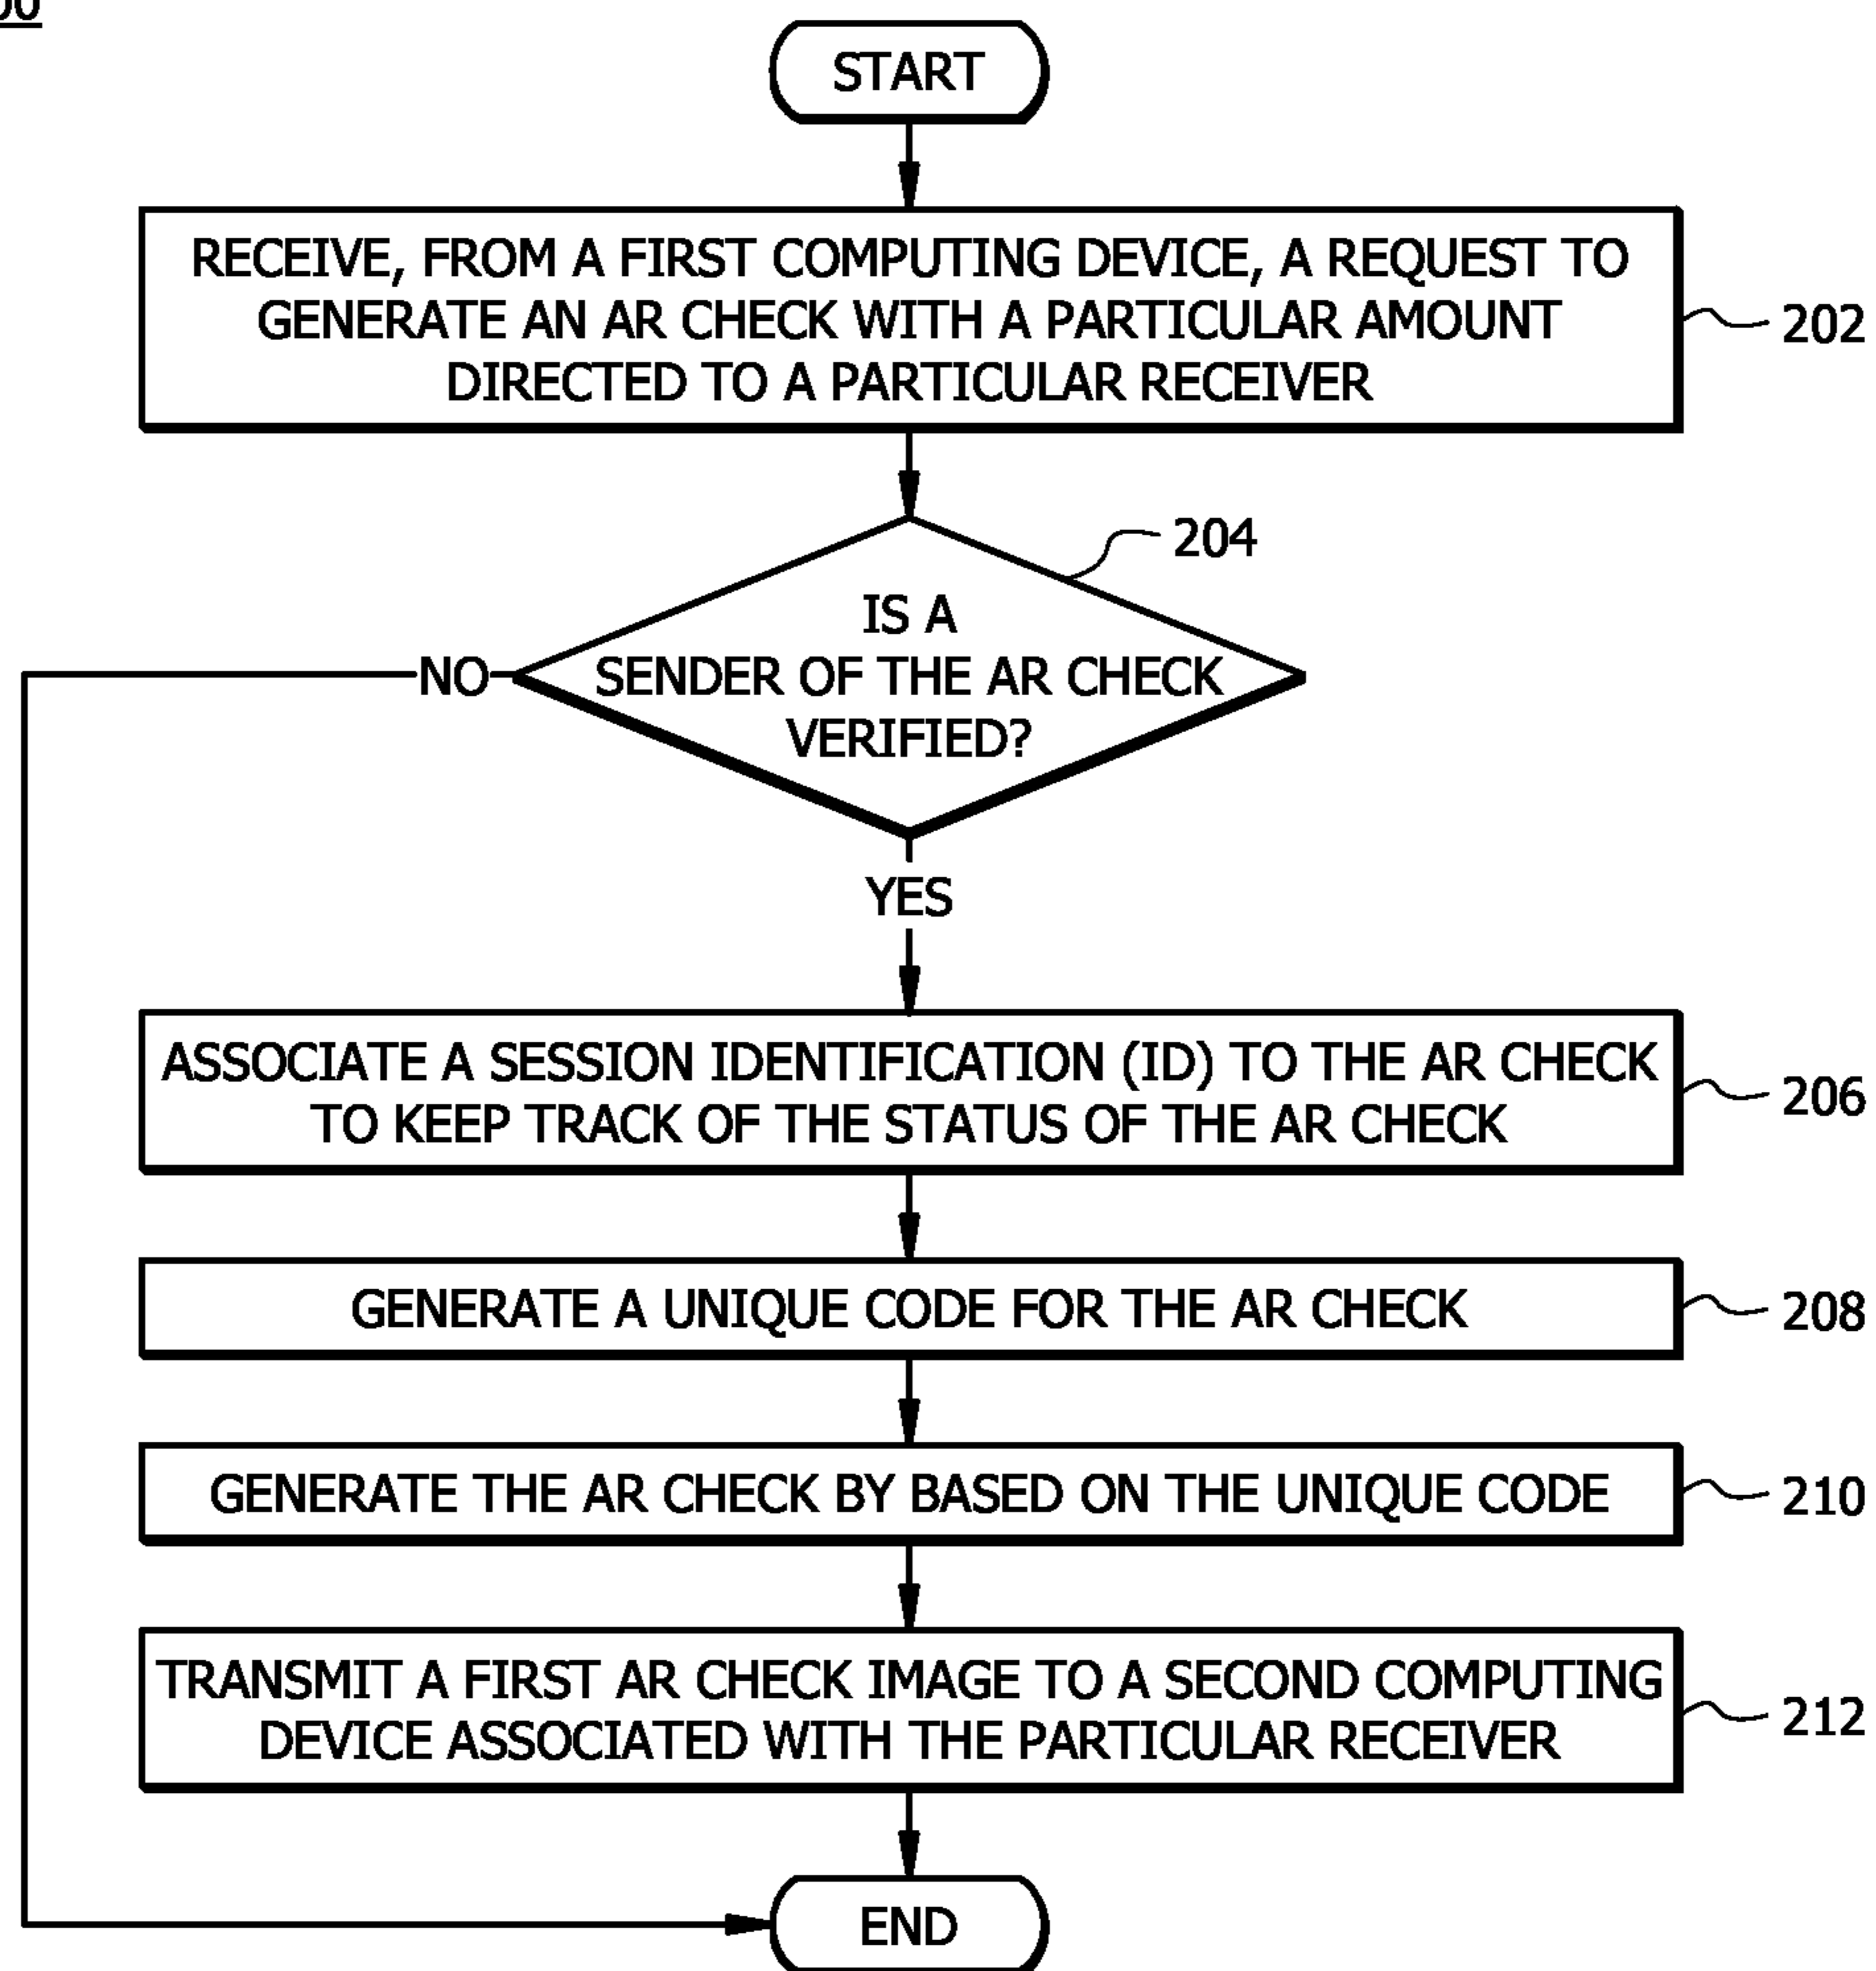 START
RECEIVE, FROM A FIRST COMPUTING DEVICE, A REQUEST TO
GENERATE AN AR CHECK WITH A PARTICULAR AMOUNT
DIRECTED TO A PARTICULAR RECEIVER
202
204
IS A
SENDER OF THE AR CHECK
VERIFIED?
NO
YES
ASSOCIATE A SESSION IDENTIFICATION (ID) TO THE AR CHECK
TO KEEP TRACK OF THE STATUS OF THE AR CHECK
206
GENERATE A UNIQUE CODE FOR THE AR CHECK
208
GENERATE THE AR CHECK BY BASED ON THE UNIQUE CODE
210
TRANSMIT A FIRST AR CHECK IMAGE TO A SECOND COMPUTING
DEVICE ASSOCIATED WITH THE PARTICULAR RECEIVER
212
END